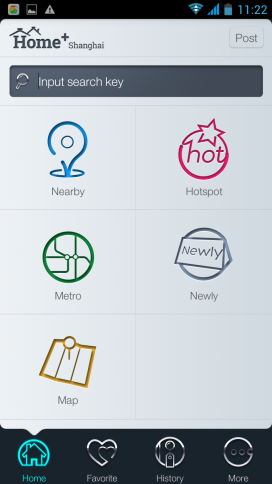 11:22
Home+ Shanghai
Post
Input search key
Nearby
hot
Hotspot
Metro
Newly
Newly
Map
Home
Favorite
History
More